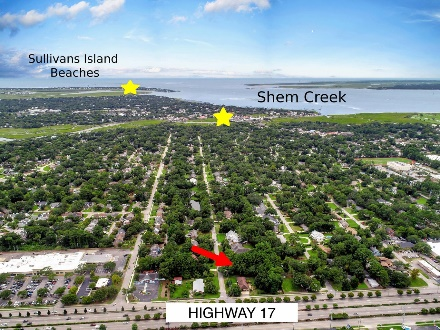 Sullivans Island
Beaches
Shem Creek
HIGHWAY 17